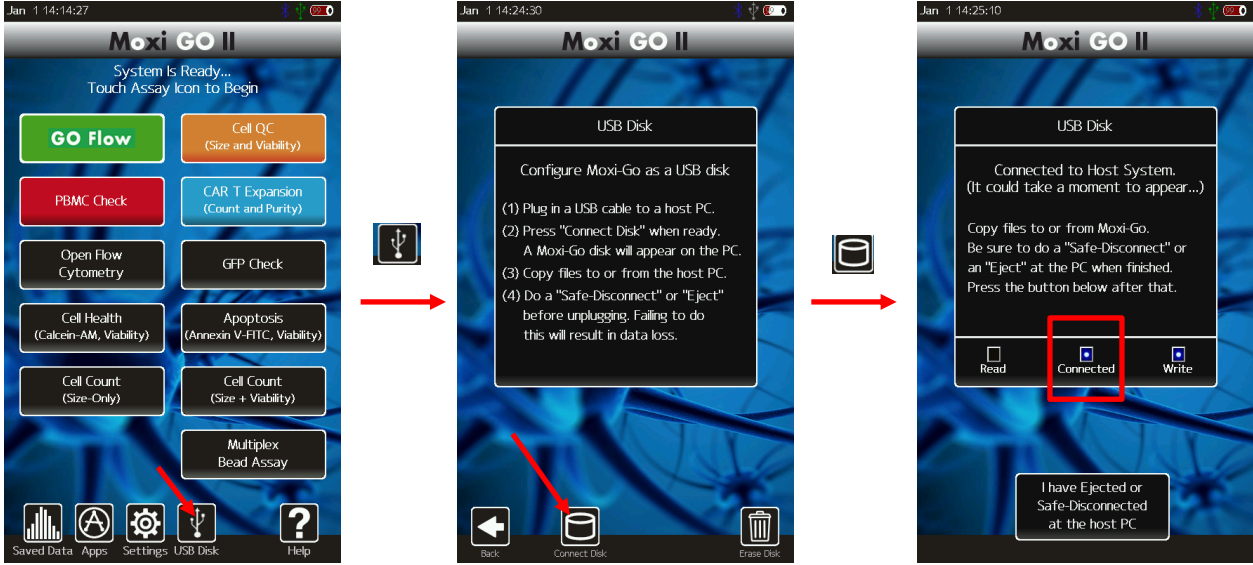 Jan 1 14:14:27
Moxi GO II
System Is Ready...
Touch Assay Icon to Begin
GO Flow
Cell QC
(Size and Viability)
PBMC Check
CAR T Expansion
(Count and Purity)
Open Flow
Cytometry
GFP Check
Cell Health
(Calcein-AM, Viability)
Apoptosis
(Annexin V-FITC, Viability)
Cell Count
(Size-Only)
Cell Count
(Size + Viability)
Multiplex
Bead Assay
Saved Data
Apps
Settings
USB Disk
Help
Jan 1 14:24:30
Moxi GO II
USB Disk
Configure Moxi-Go as a USB disk
(1) Plug in a USB cable to a host PC.
(2) Press "Connect Disk" when ready.
A Moxi-Go disk will appear on the PC.
(3) Copy files to or from the host PC.
(4) Do a "Safe-Disconnect" or "Eject"
before unplugging. Failing to do
this will result in data loss.
Back
Connect Disk
Erase Disk
Jan 1 14:25:10
Moxi GO II
USB Disk
Connected to Host System.
(It could take a moment to appear...)
Copy files to or from Moxi-Go.
Be sure to do a "Safe-Disconnect" or
an "Eject" at the PC when finished.
Press the button below after that.
Read
Connected
Write
I have Ejected or
Safe-Disconnected
at the host PC